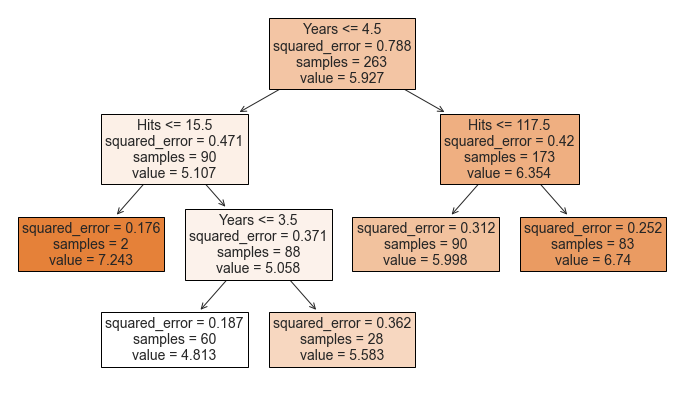 Years <= 4.5
squared_error = 0.788
samples = 263
value = 5.927
Hits <= 15.5
squared_error = 0.471
samples = 90
value = 5.107
Hits <= 117.5
squared_error = 0.42
samples = 173
value = 6.354
squared_error = 0.176
samples = 2
value = 7.243
Years <= 3.5
squared_error = 0.371
samples = 88
value = 5.058
squared_error = 0.312
samples = 90
value = 5.998
squared_error = 0.252
samples = 83
value = 6.74
squared_error = 0.187
samples = 60
value = 4.813
squared_error = 0.362
samples = 28
value = 5.583